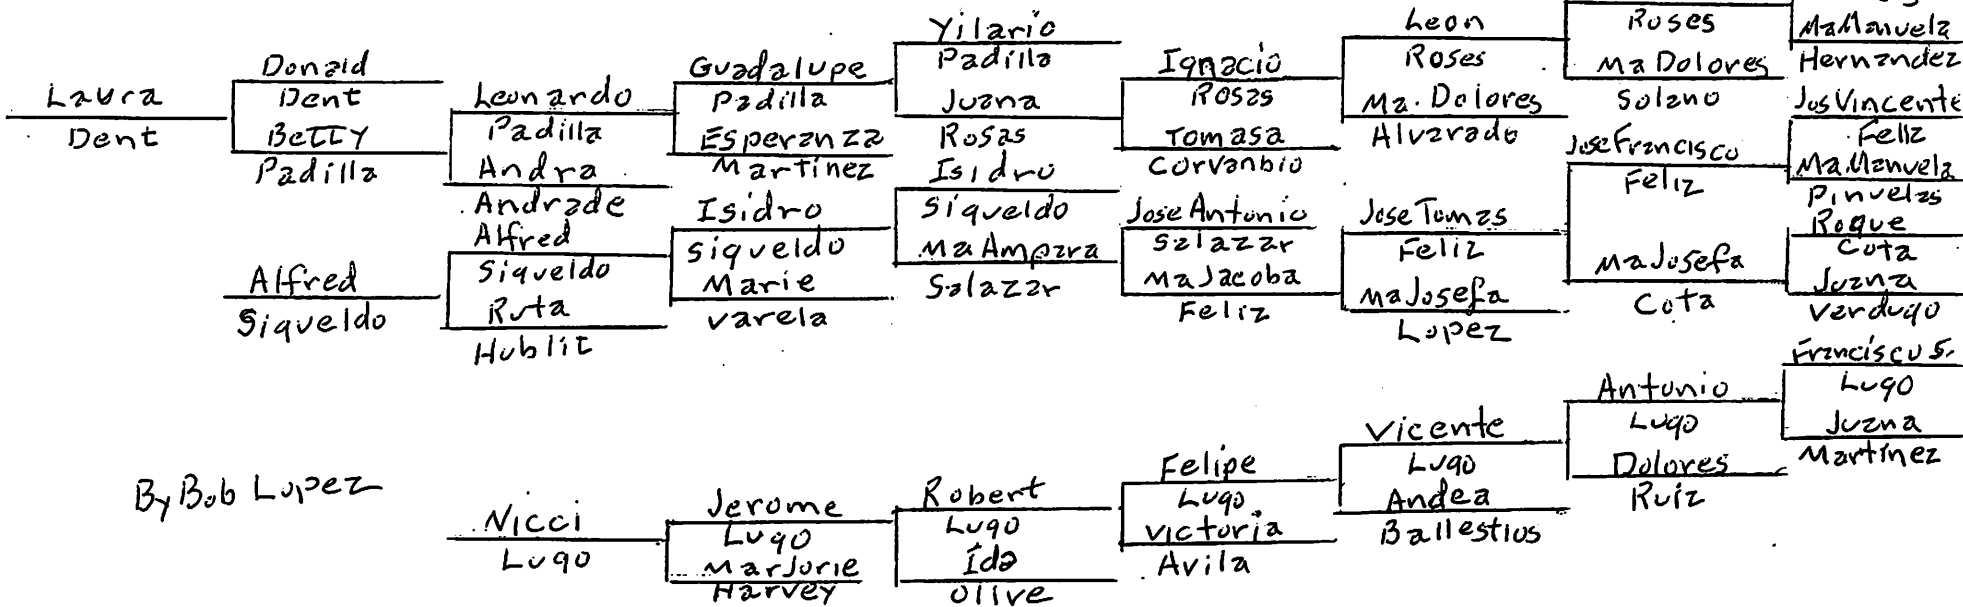 Laura
Dent
Donald
Dent
Betty
Padilla
Leonardo
Padilla
Andra
Andrade
Guadalupe
Padilla
Esperanza
Martinez
Yilario
Padilla
Juana
Rosas
Ignacio
Rosas
Tomasa
Corvanbio
Leon
Roses
Ma. Dolores
Alvarado
Roses
Ma Dolores
Solano
Ma Manuela
Hernandez
Alfred
Siqueldo
Alfred
Siqueldo
Ruta
Hublit
Isidro
Siqueldo
Marie
Varela
Isidro
Siqueldo
Ma Ampara
Salazar
Jose Antonio
Salazar
Ma Jacoba
Feliz
Jose Tomas
Feliz
Ma Josefa
Lopez
Jose Francisco
Feliz
Ma Josefa
Cota
Jos Vincente
Feliz
Ma Manuela
Pinuelas
Roque
Cota
Juana
Verdugo
By Bob Lopez
Nicci
Lugo
Jerome
Lugo
Marjorie
Harvey
Robert
Lugo
Ida
Olive
Felipe
Lugo
Victoria
Avila
Vicente
Lugo
Andea
Ballestios
Antonio
Lugo
Dolores
Ruiz
Francisco S.
Lugo
Juana
Martinez